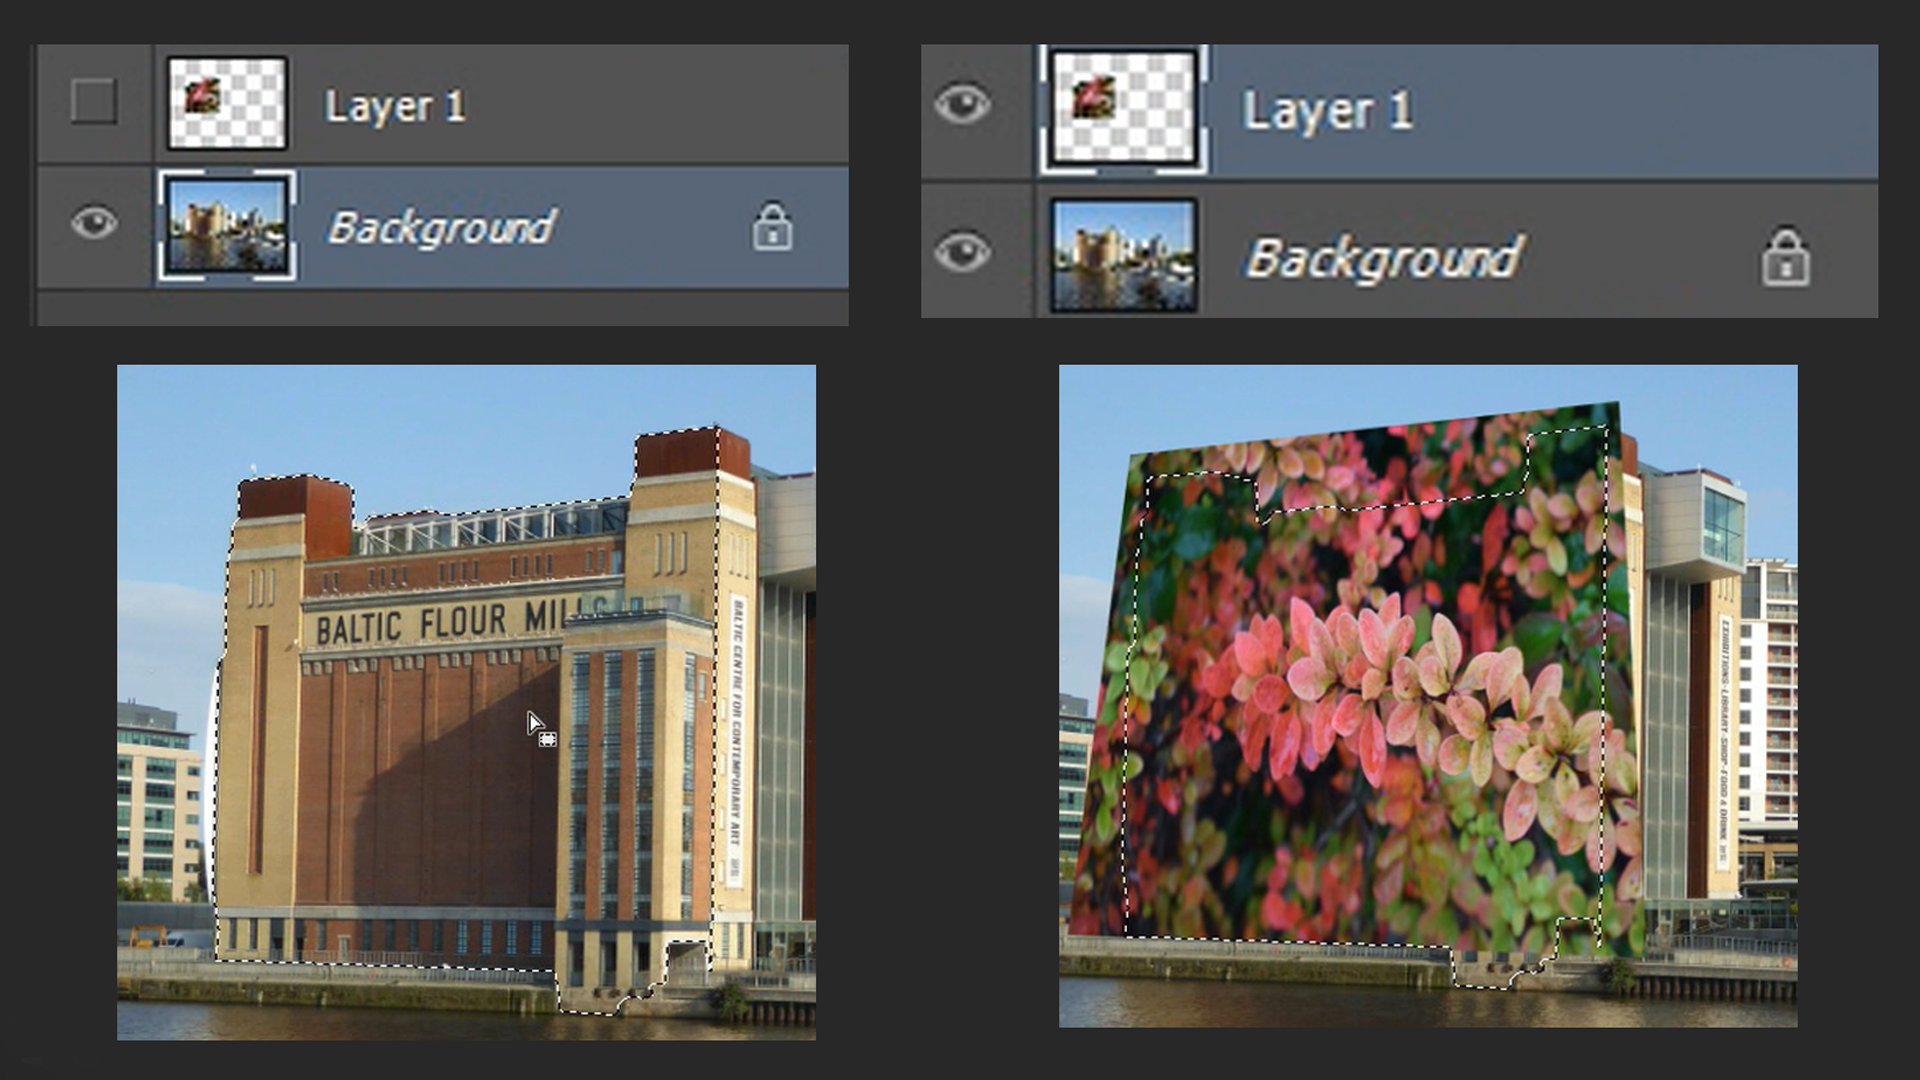 Layer 1
Background
Layer 1
Background
BALTIC FLOUR MILLS
BALTIC CENTRE FOR CONTEMPORARY ART
EXHIBITIONS·LIBRARY·SHOP·FOOD & DRINK